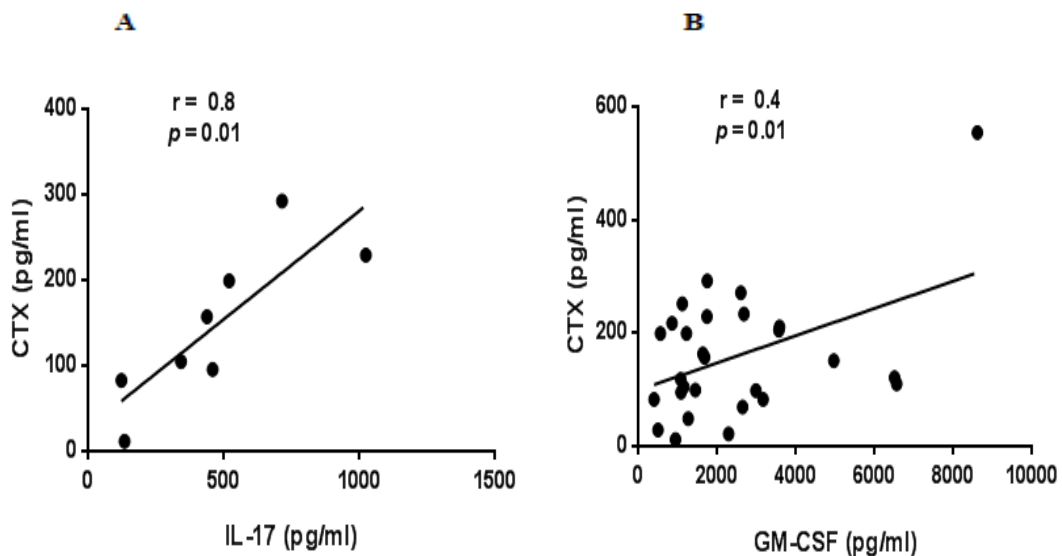 A
B
r = 0.8
p = 0.01
400
300
200
100
0
CTX (pg/ml)
0 500 1000 1500
IL-17 (pg/ml)
r = 0.4
p = 0.01
600
400
200
0
CTX (pg/ml)
0 2000 4000 6000 8000 10000
GM-CSF (pg/ml)